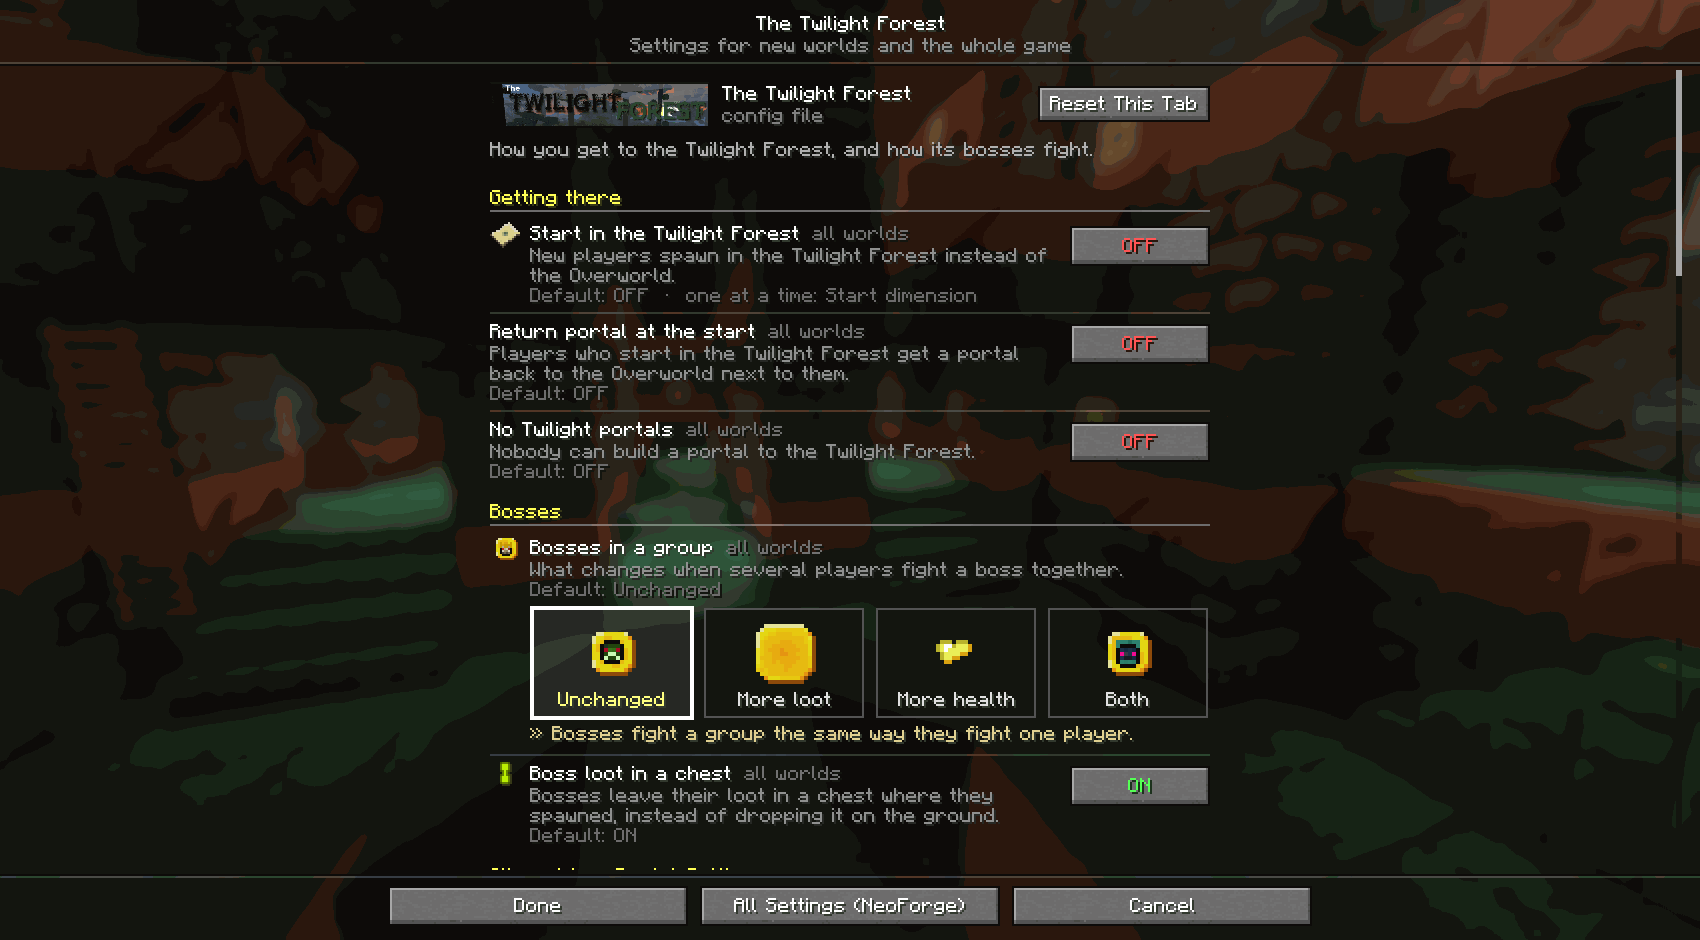 The Twilight Forest
Settings for new worlds and the whole game
The
TWILIGHT FOREST
The Twilight Forest
config file
Reset This Tab
How you get to the Twilight Forest, and how its bosses fight.
Getting there
Start in the Twilight Forest all worlds
New players spawn in the Twilight Forest instead of
the Overworld.
Default: OFF · one at a time: Start dimension
OFF
Return portal at the start all worlds
Players who start in the Twilight Forest get a portal
back to the Overworld next to them.
Default: OFF
OFF
No Twilight portals all worlds
Nobody can build a portal to the Twilight Forest.
Default: OFF
OFF
Bosses
Bosses in a group all worlds
What changes when several players fight a boss together.
Default: Unchanged
Unchanged
More loot
More health
Both
» Bosses fight a group the same way they fight one player.
Boss loot in a chest all worlds
Bosses leave their loot in a chest where they
spawned, instead of dropping it on the ground.
Default: ON
ON
Done
All Settings (NeoForge)
Cancel